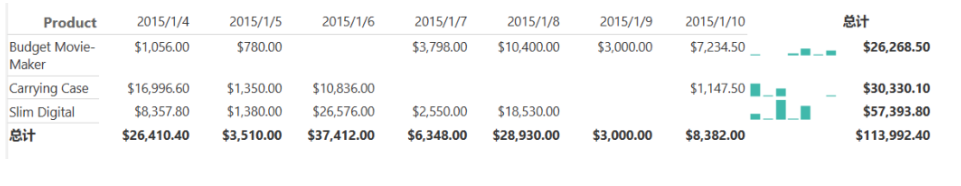 Product 2015/1/4 2015/1/5 2015/1/6 2015/1/7 2015/1/8 2015/1/9 2015/1/10 总计
Budget Movie- $1,056.00 $780.00 $3,798.00 $10,400.00 $3,000.00 $7,234.50 $26,268.50
Maker
Carrying Case $16,996.60 $1,350.00 $10,836.00 $1,147.50 $30,330.10
Slim Digital $8,357.80 $1,380.00 $26,576.00 $2,550.00 $18,530.00 $57,393.80
总计 $26,410.40 $3,510.00 $37,412.00 $6,348.00 $28,930.00 $3,000.00 $8,382.00 $113,992.40